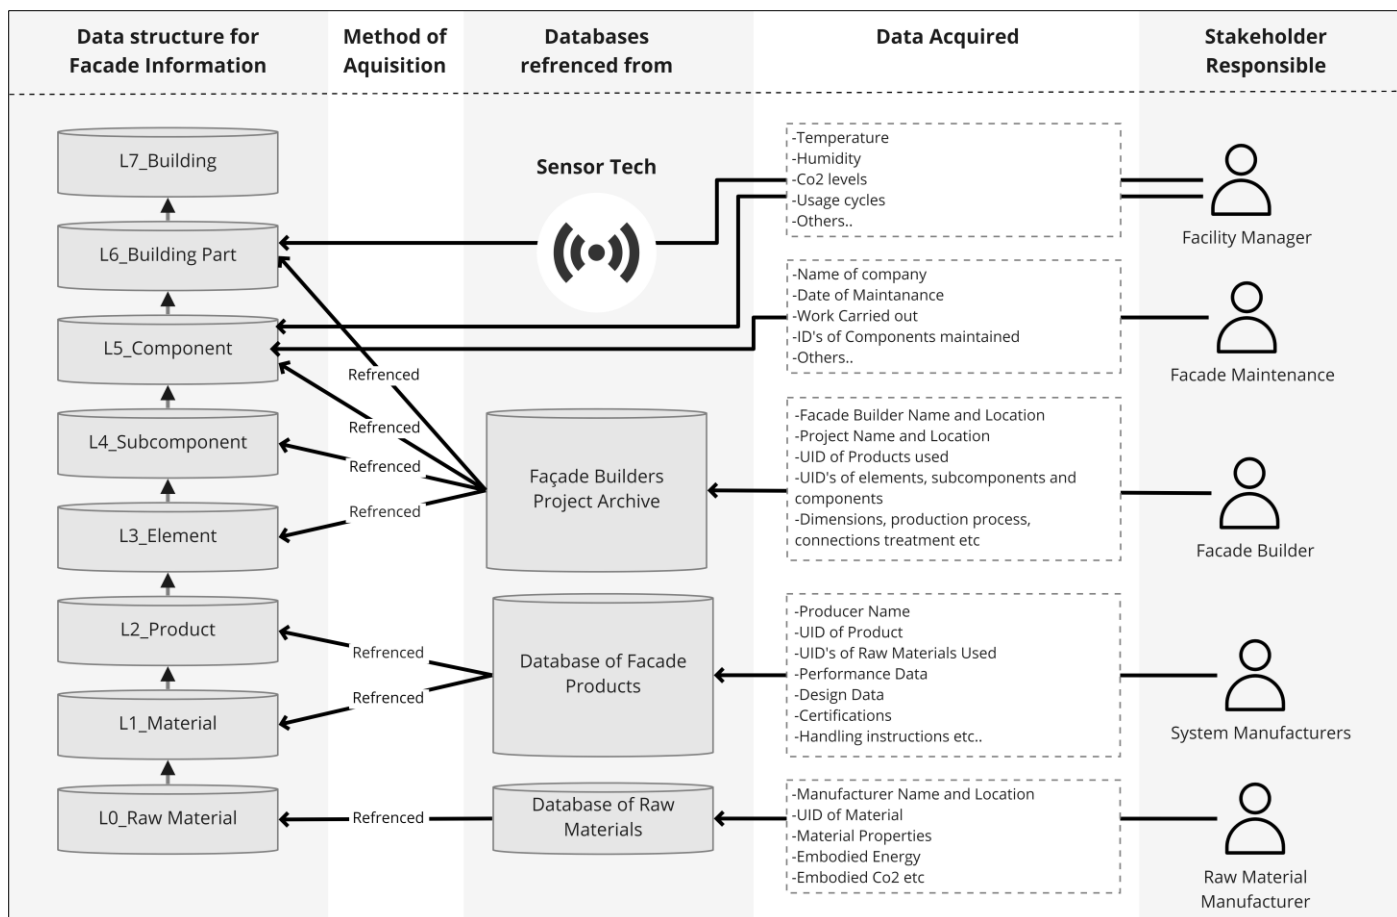 Data structure for
Facade Information
Method of
Aquisition
Databases
refrenced from
Data Acquired
Stakeholder
Responsible
L7_Building
L6_Building Part
L5_Component
L4_Subcomponent
L3_Element
L2_Product
L1_Material
L0_Raw Material
Refrenced
Refrenced
Refrenced
Refrenced
Refrenced
Refrenced
Refrenced
Sensor Tech
Façade Builders
Project Archive
Database of Facade
Products
Database of Raw
Materials
-Temperature
-Humidity
-Co2 levels
-Usage cycles
-Others..
-Name of company
-Date of Maintanance
-Work Carried out
-ID's of Components maintained
-Others..
-Facade Builder Name and Location
-Project Name and Location
-UID of Products used
-UID's of elements, subcomponents and
components
-Dimensions, production process,
connections treatment etc
-Producer Name
-UID of Product
-UID's of Raw Materials Used
-Performance Data
-Design Data
-Certifications
-Handling instructions etc..
-Manufacturer Name and Location
-UID of Material
-Material Properties
-Embodied Energy
-Embodied Co2 etc
Facility Manager
Facade Maintenance
Facade Builder
System Manufacturers
Raw Material
Manufacturer